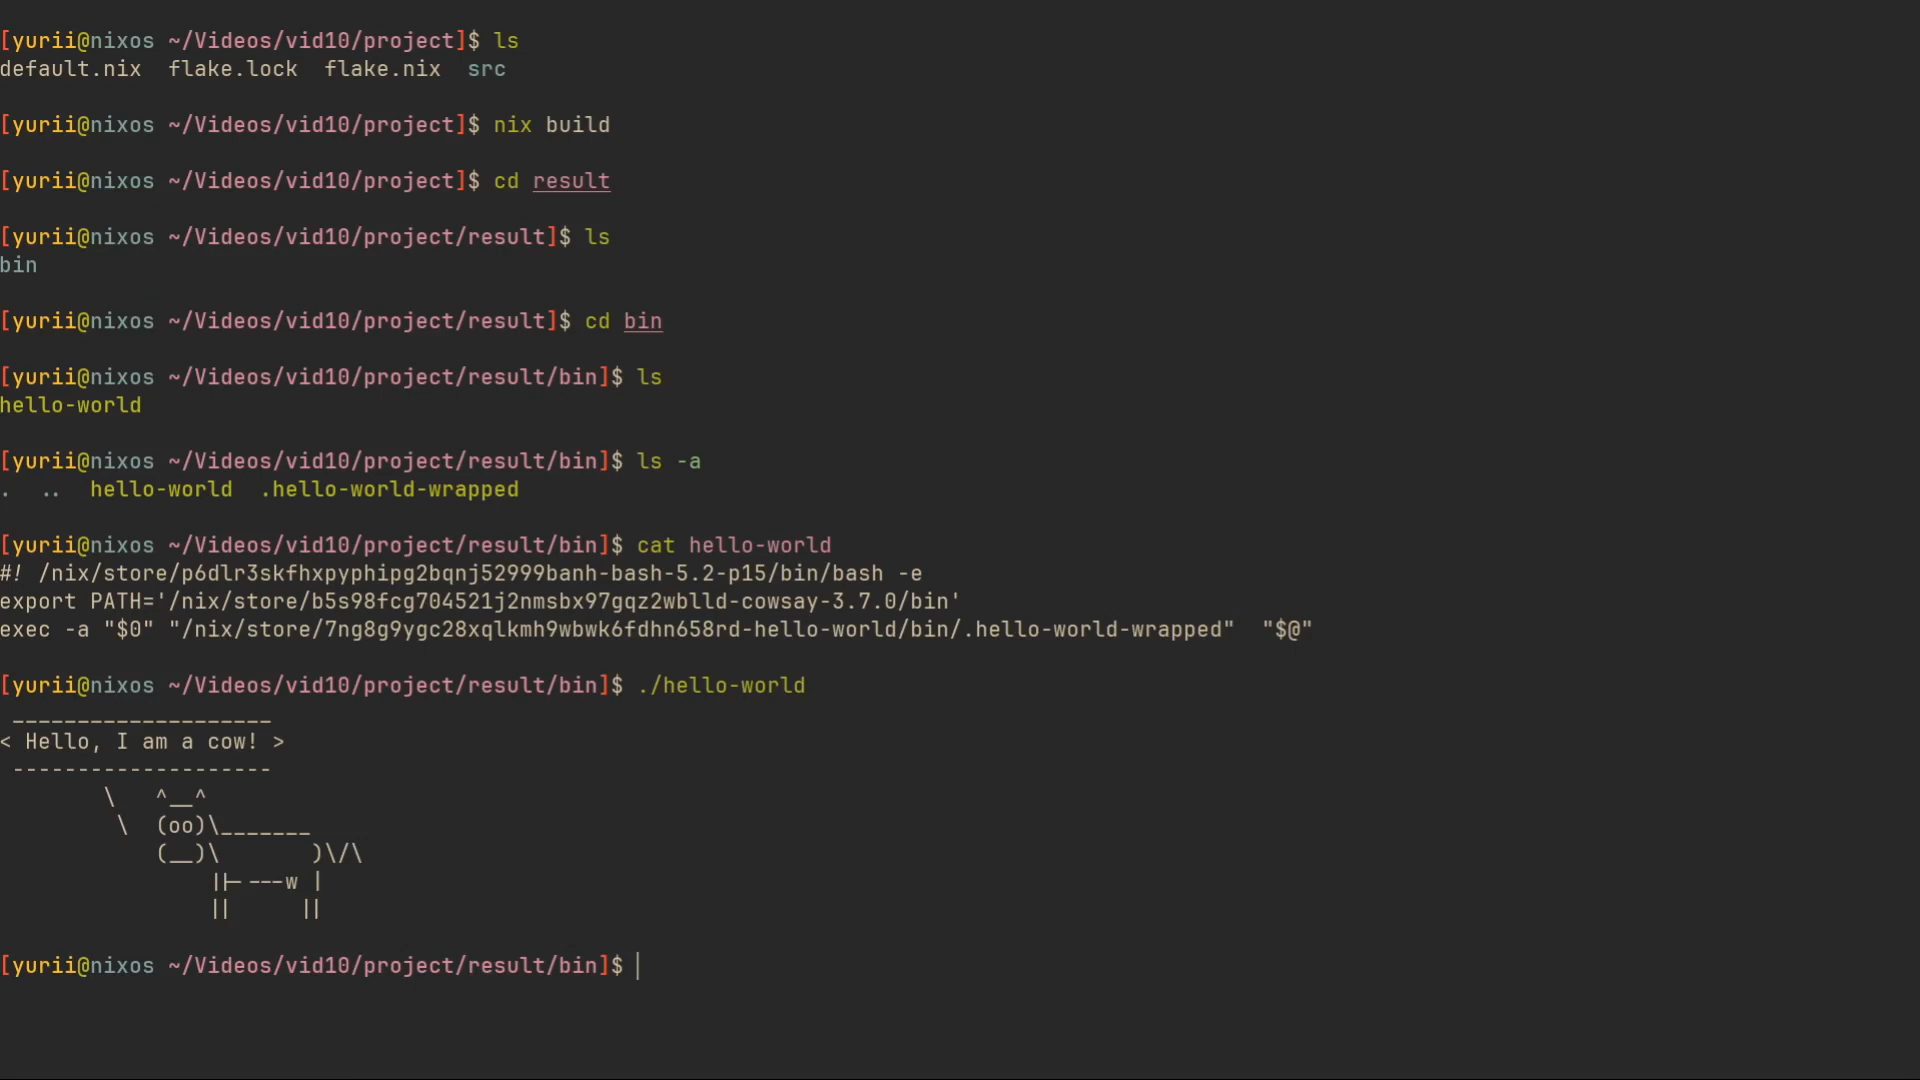 [yurii@nixos ~/Videos/vid10/project]$ ls
default.nix  flake.lock  flake.nix  src
[yurii@nixos ~/Videos/vid10/project]$ nix build
[yurii@nixos ~/Videos/vid10/project]$ cd result
[yurii@nixos ~/Videos/vid10/project/result]$ ls
bin
[yurii@nixos ~/Videos/vid10/project/result]$ cd bin
[yurii@nixos ~/Videos/vid10/project/result/bin]$ ls
hello-world
[yurii@nixos ~/Videos/vid10/project/result/bin]$ ls -a
.  ..  hello-world  .hello-world-wrapped
[yurii@nixos ~/Videos/vid10/project/result/bin]$ cat hello-world
#! /nix/store/p6dlr3skfhxpyphipg2bqnj52999banh-bash-5.2-p15/bin/bash -e
export PATH='/nix/store/b5s98fcg704521j2nmsbx97gqz2wblld-cowsay-3.7.0/bin'
exec -a "$0" "/nix/store/7ng8g9ygc28xqlkmh9wbwk6fdhn658rd-hello-world/bin/.hello-world-wrapped"  "$@"
[yurii@nixos ~/Videos/vid10/project/result/bin]$ ./hello-world
 ____________________
< Hello, I am a cow! >
 --------------------
        \   ^__^
         \  (oo)\_______
            (__)\       )\/\
                ||----w |
                ||     ||
[yurii@nixos ~/Videos/vid10/project/result/bin]$